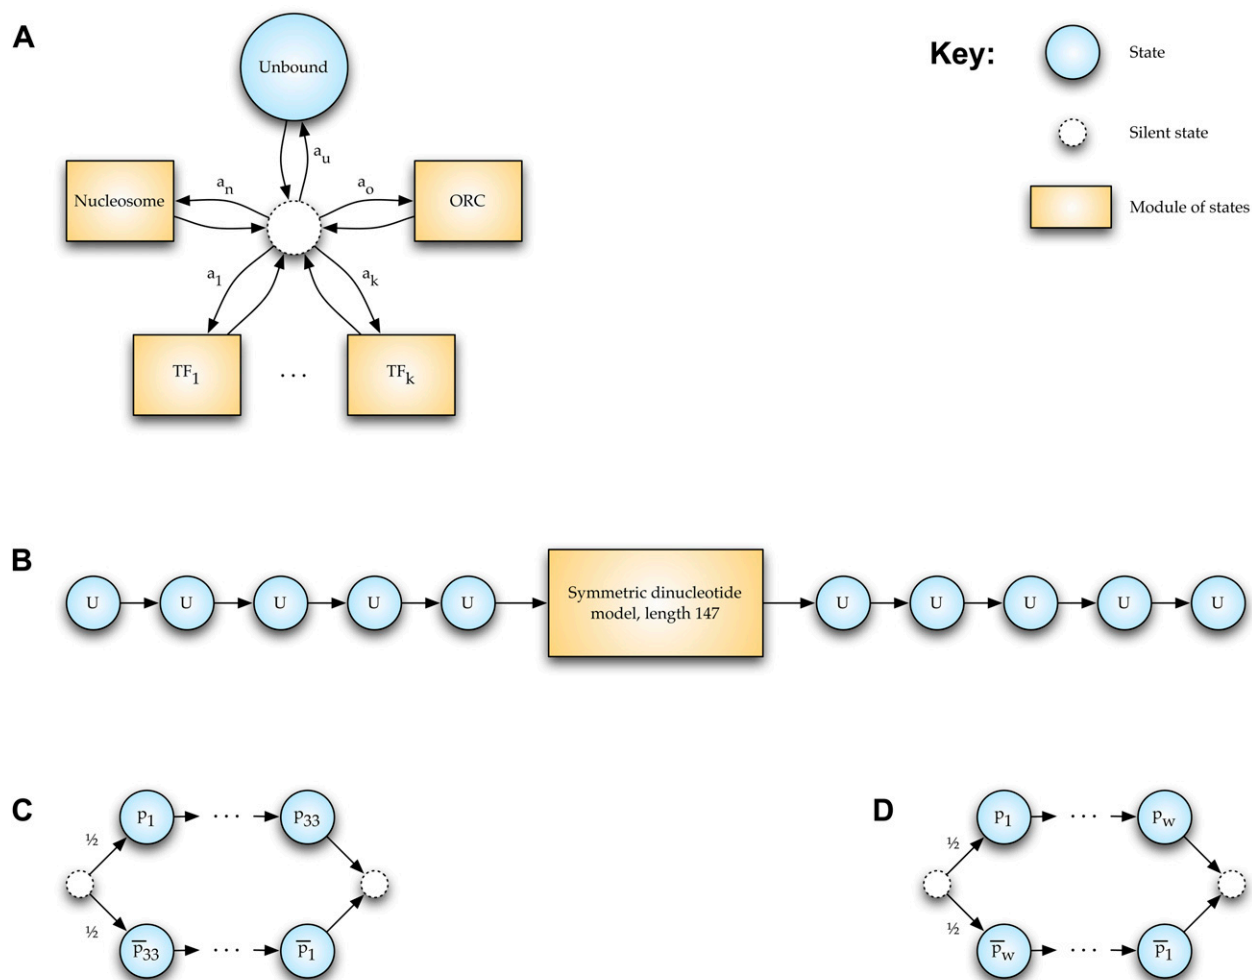 A
Unbound
a_u
Nucleosome
a_n
a_o
ORC
a_1
a_k
TF_1
...
TF_k
Key:
State
Silent state
Module of states
B
U
U
U
U
U
Symmetric dinucleotide
model, length 147
U
U
U
U
U
C
½
p_1
...
p_33
½
p̅_33
...
p̅_1
D
½
p_1
...
p_w
½
p̅_w
...
p̅_1